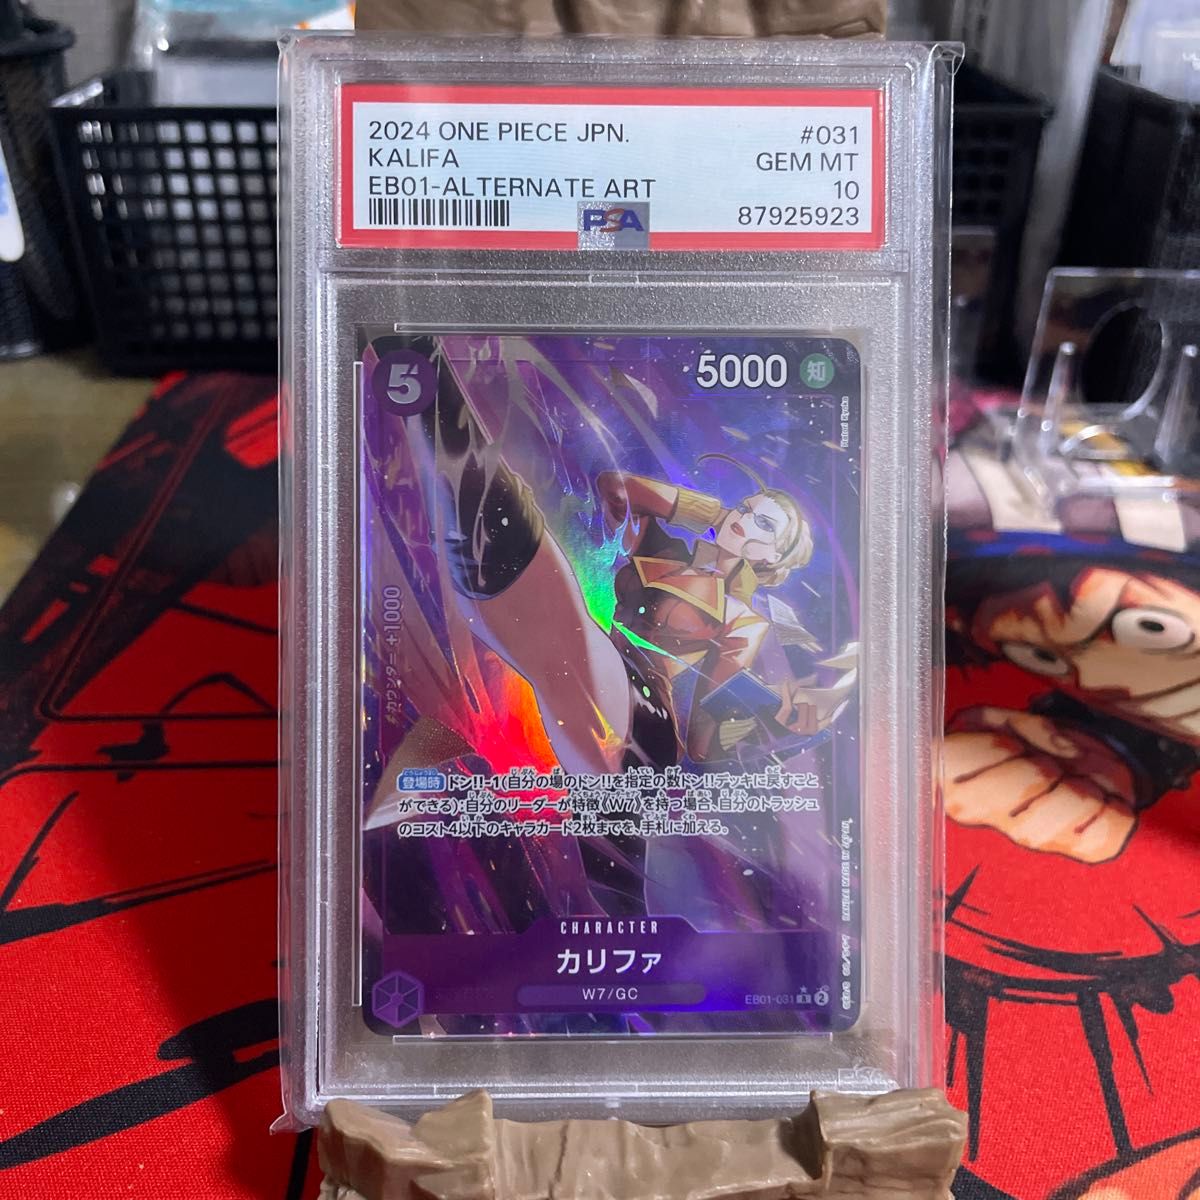 2024 ONE PIECE JPN. #031
KALIFA GEM MT
EB01-ALTERNATE ART 10
PSA 87925923
5 5000 知
カウンター+1000
登場時 ドン!!-1(自分の場のドン!!を指定の数ドン!!デッキに戻すこと
ができる):自分のリーダーが特徴《W7》を持つ場合、自分のトラッシュ
のコスト4以下のキャラカード2枚までを、手札に加える。
CHARACTER
カリファ
W7/GC
EB01-031 R 2